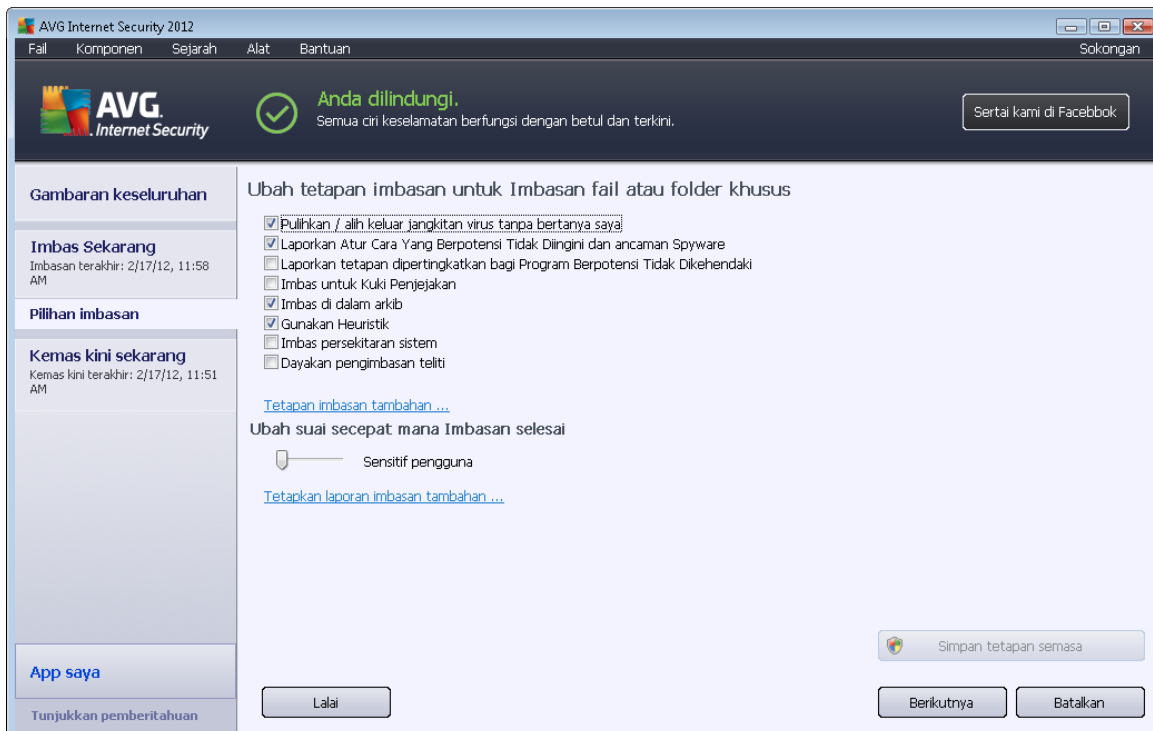 AVG Internet Security 2012
Fail Komponen Sejarah Alat Bantuan Sokongan
AVG.
Internet Security
Anda dilindungi.
Semua ciri keselamatan berfungsi dengan betul dan terkini.
Sertai kami di Facebbok
Gambaran keseluruhan
Imbas Sekarang
Imbasan terakhir: 2/17/12, 11:58
AM
Pilihan imbasan
Kemas kini sekarang
Kemas kini terakhir: 2/17/12, 11:51
AM
App saya
Tunjukkan pemberitahuan
Ubah tetapan imbasan untuk Imbasan fail atau folder khusus
Pulihkan / alih keluar jangkitan virus tanpa bertanya saya
Laporkan Atur Cara Yang Berpotensi Tidak Diingini dan ancaman Spyware
Laporkan tetapan dipertingkatkan bagi Program Berpotensi Tidak Dikehendaki
Imbas untuk Kuki Penjejakan
Imbas di dalam arkib
Gunakan Heuristik
Imbas persekitaran sistem
Dayakan pengimbasan teliti
Tetapan imbasan tambahan ...
Ubah suai secepat mana Imbasan selesai
Sensitif pengguna
Tetapkan laporan imbasan tambahan ...
Simpan tetapan semasa
Lalai
Berikutnya
Batalkan